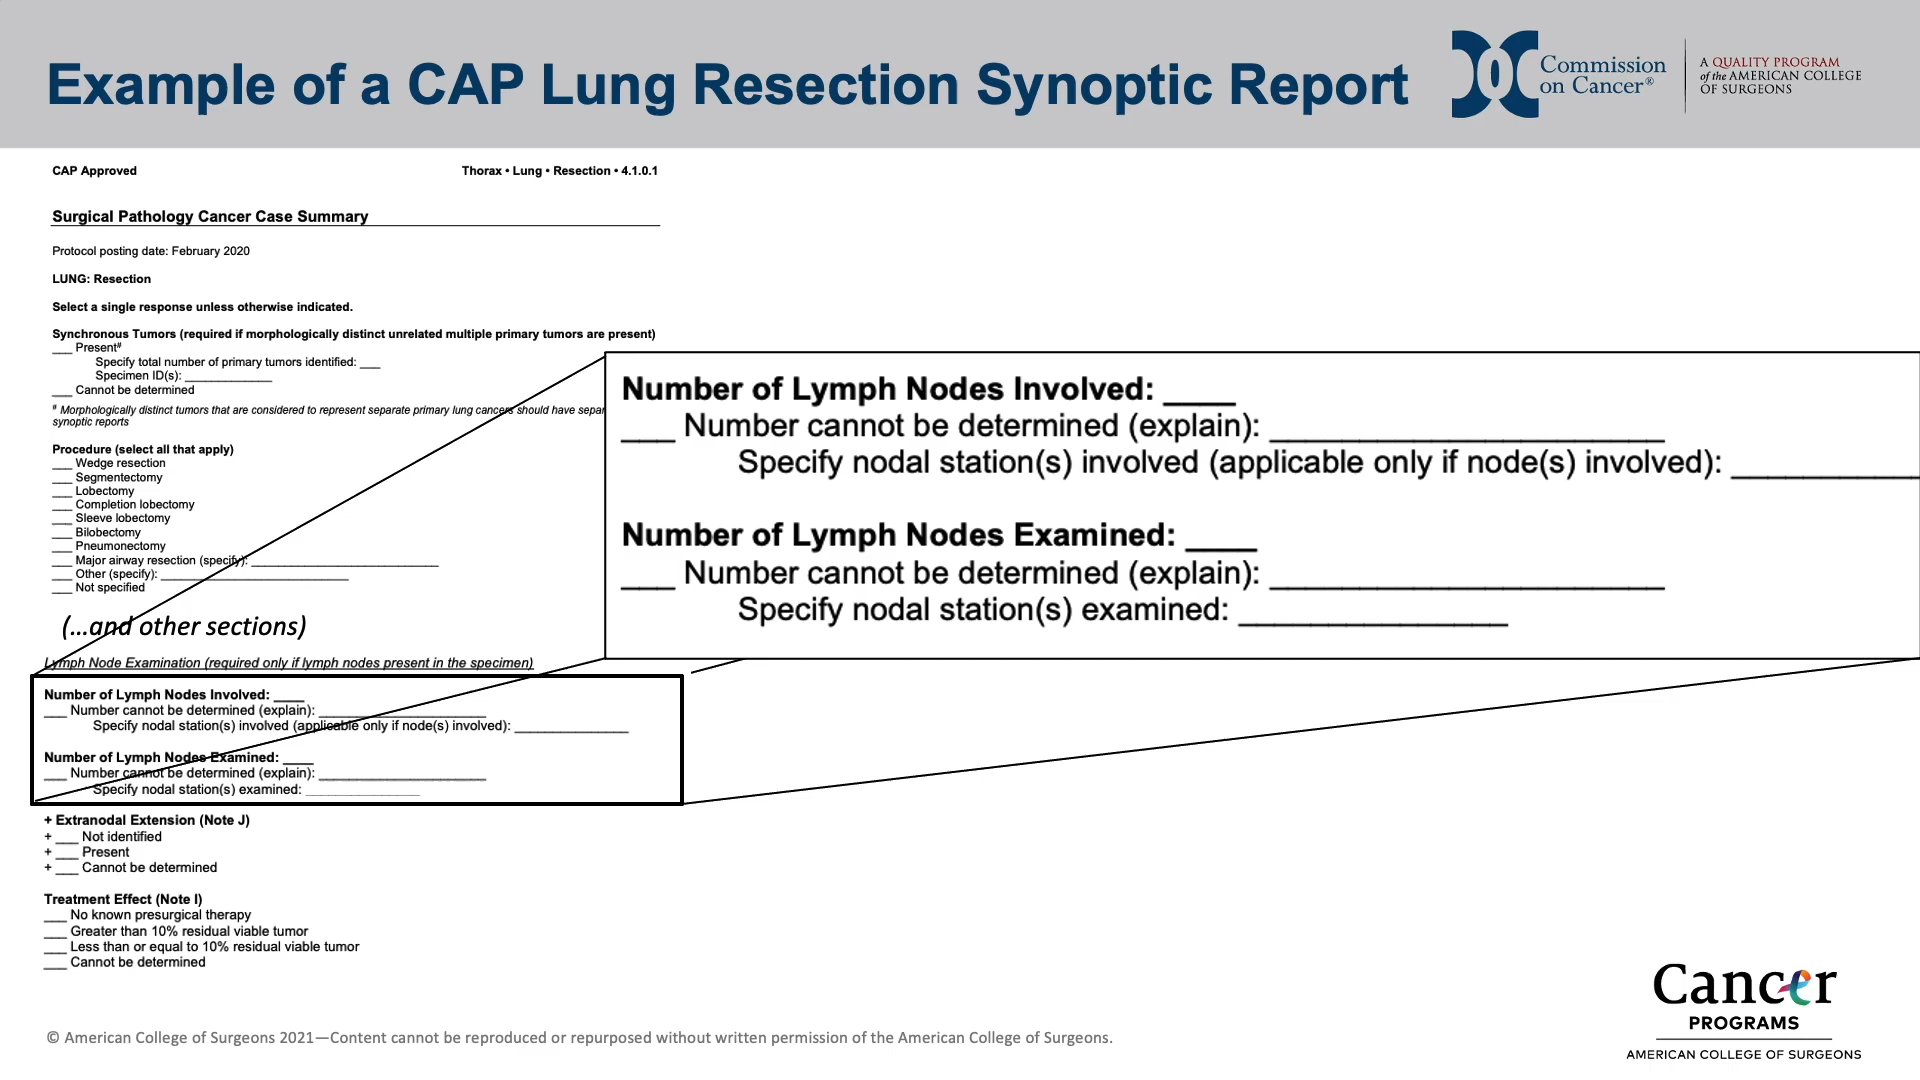 Example of a CAP Lung Resection Synoptic Report
Commission
on Cancer®
A QUALITY PROGRAM
of the AMERICAN COLLEGE
OF SURGEONS
CAP Approved
Thorax • Lung • Resection • 4.1.0.1
Surgical Pathology Cancer Case Summary
Protocol posting date: February 2020
LUNG: Resection
Select a single response unless otherwise indicated.
Synchronous Tumors (required if morphologically distinct unrelated multiple primary tumors are present)
___ Present#
Specify total number of primary tumors identified: ___
Specimen ID(s): _____________
___ Cannot be determined
# Morphologically distinct tumors that are considered to represent separate primary lung cancers should have separ
synoptic reports
Procedure (select all that apply)
___ Wedge resection
___ Segmentectomy
___ Lobectomy
___ Completion lobectomy
___ Sleeve lobectomy
___ Bilobectomy
___ Pneumonectomy
___ Major airway resection (specify): ____________________________
___ Other (specify): ____________________________
___ Not specified
(...and other sections)
Lymph Node Examination (required only if lymph nodes present in the specimen)
Number of Lymph Nodes Involved: ____
___ Number cannot be determined (explain): ______________________
Specify nodal station(s) involved (applicable only if node(s) involved): _______________
Number of Lymph Nodes Examined: ____
___ Number cannot be determined (explain): ______________________
Specify nodal station(s) examined: _______________
+ Extranodal Extension (Note J)
+ ___ Not identified
+ ___ Present
+ ___ Cannot be determined
Treatment Effect (Note I)
___ No known presurgical therapy
___ Greater than 10% residual viable tumor
___ Less than or equal to 10% residual viable tumor
___ Cannot be determined
Number of Lymph Nodes Involved: ____
___ Number cannot be determined (explain): ______________________
Specify nodal station(s) involved (applicable only if node(s) involved): ___________
Number of Lymph Nodes Examined: ____
___ Number cannot be determined (explain): ______________________
Specify nodal station(s) examined: _______________
© American College of Surgeons 2021—Content cannot be reproduced or repurposed without written permission of the American College of Surgeons.
Cancer
PROGRAMS
AMERICAN COLLEGE OF SURGEONS